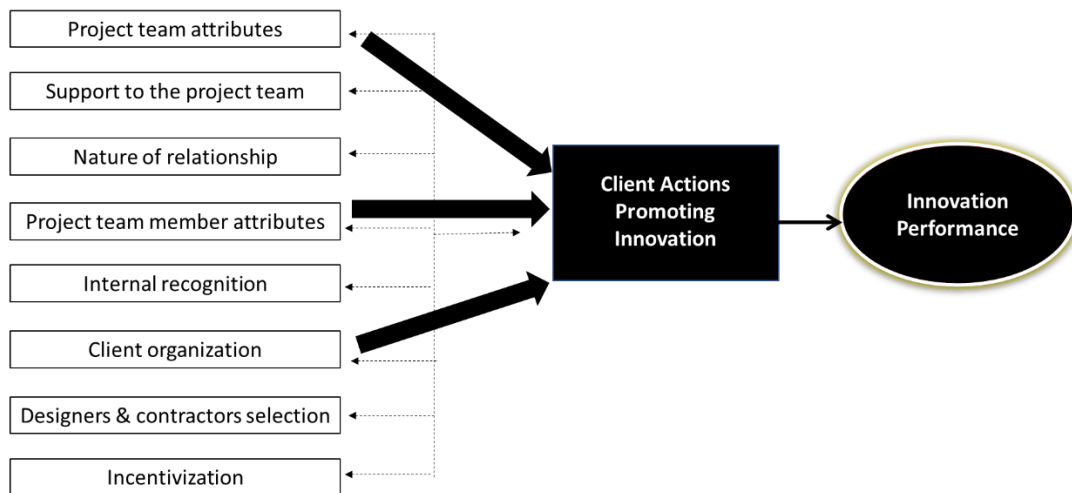 Project team attributes
Support to the project team
Nature of relationship
Project team member attributes
Internal recognition
Client organization
Designers & contractors selection
Incentivization
Client Actions
Promoting
Innovation
Innovation
Performance